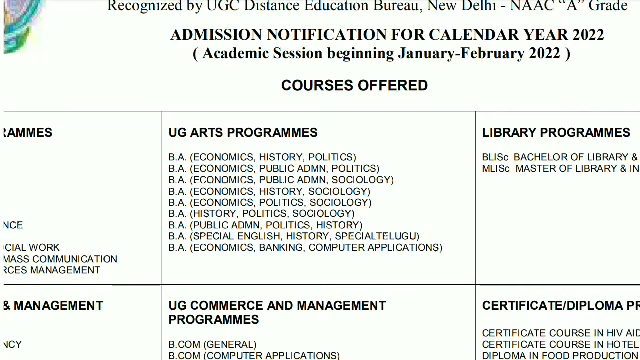 Recognized by UGC Distance Education Bureau, New Delhi - NAAC “A” Grade
ADMISSION NOTIFICATION FOR CALENDAR YEAR 2022
( Academic Session beginning January-February 2022 )
COURSES OFFERED
RAMMES
NCE
CIAL WORK
MASS COMMUNICATION
RCES MANAGEMENT
UG ARTS PROGRAMMES
B.A. (ECONOMICS, HISTORY, POLITICS)
B.A. (ECONOMICS, PUBLIC ADMN, POLITICS)
B.A. (ECONOMICS, PUBLIC ADMN, SOCIOLOGY)
B.A. (ECONOMICS, HISTORY, SOCIOLOGY)
B.A. (ECONOMICS, POLITICS, SOCIOLOGY)
B.A. (HISTORY, POLITICS, SOCIOLOGY)
B.A. (PUBLIC ADMN, POLITICS, HISTORY)
B.A. (SPECIAL ENGLISH, HISTORY, SPECIALTELUGU)
B.A. (ECONOMICS, BANKING, COMPUTER APPLICATIONS)
LIBRARY PROGRAMMES
BLISc BACHELOR OF LIBRARY &
MLISc MASTER OF LIBRARY & IN
& MANAGEMENT
NCY
UG COMMERCE AND MANAGEMENT
PROGRAMMES
B.COM (GENERAL)
B.COM (COMPUTER APPLICATIONS)
CERTIFICATE/DIPLOMA PR
CERTIFICATE COURSE IN HIV AID
CERTIFICATE COURSE IN HOTEL
DIPLOMA IN FOOD PRODUCTION